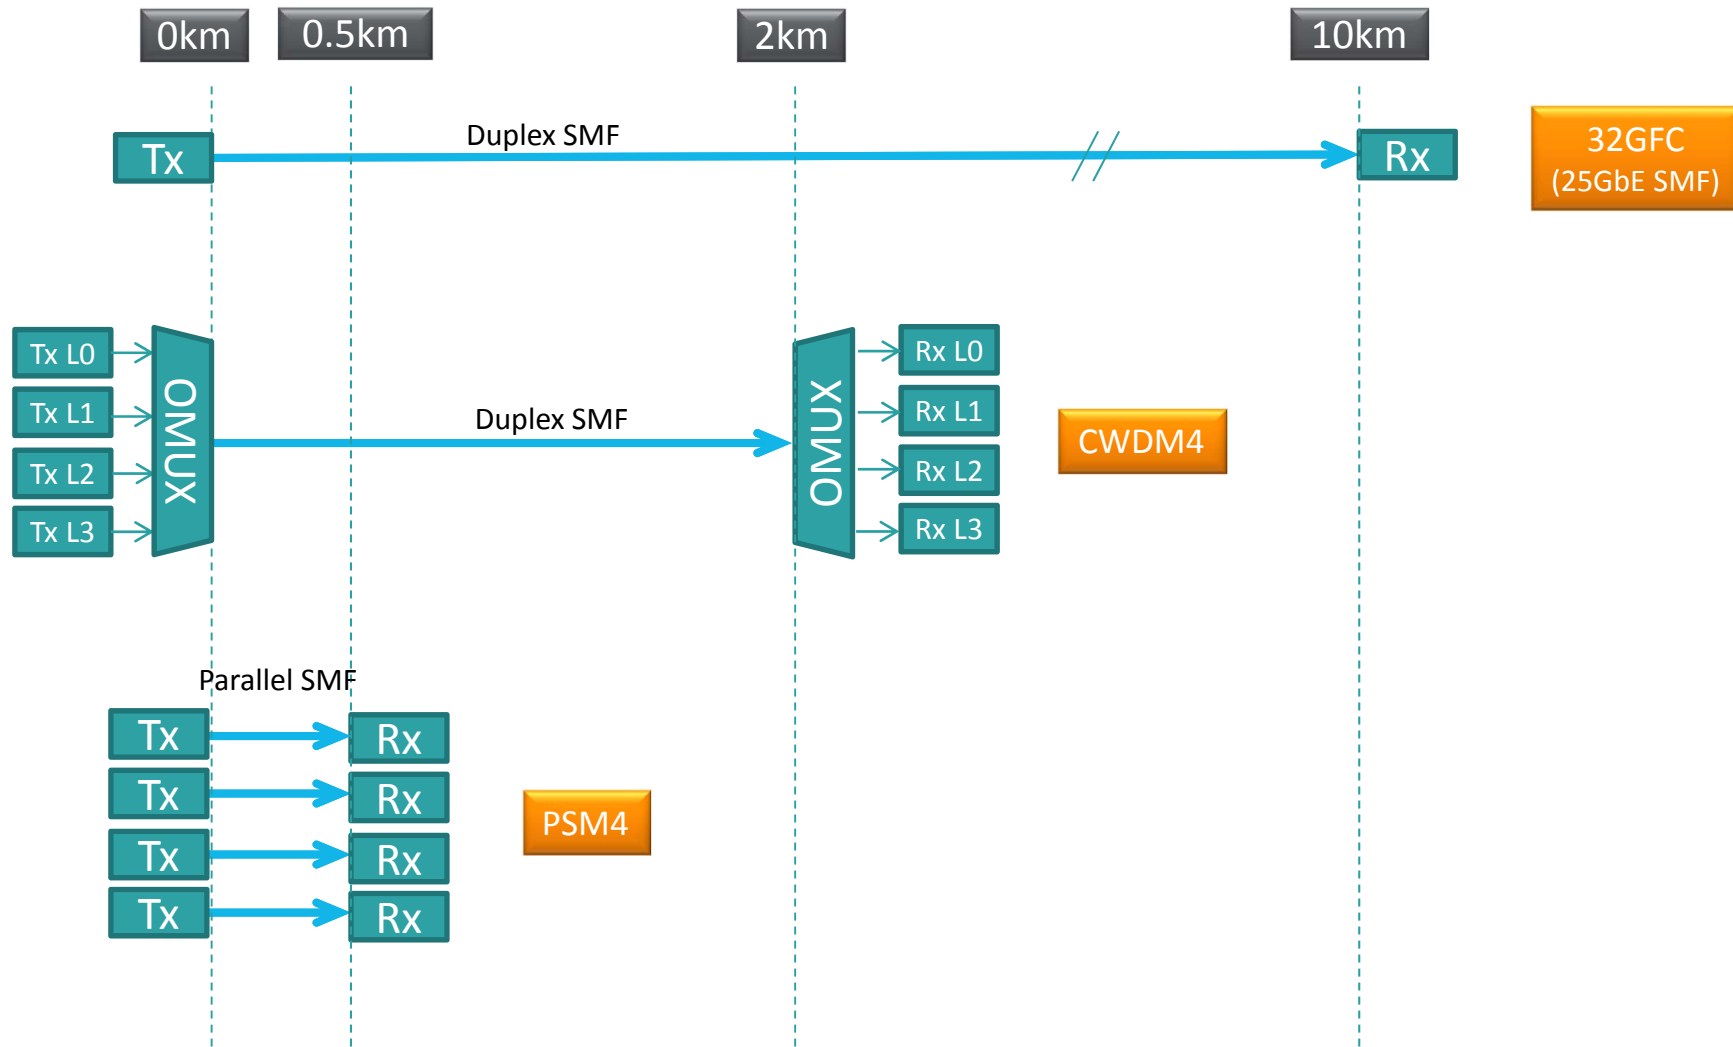 0km
0.5km
2km
10km
Duplex SMF
Tx
Rx
32GFC
(25GbE SMF)
Tx L0
Tx L1
Tx L2
Tx L3
OMUX
Duplex SMF
OMUX
Rx L0
Rx L1
Rx L2
Rx L3
CWDM4
Parallel SMF
Tx
Rx
Tx
Rx
Tx
Rx
Tx
Rx
PSM4